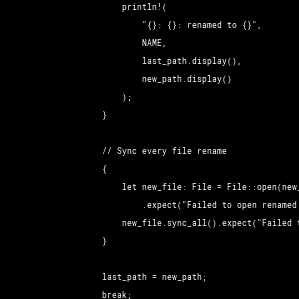 println!(
"{}: {}: renamed to {}",
NAME,
last_path.display(),
new_path.display()
);
}
// Sync every file rename
{
let new_file: File = File::open(new_
.expect("Failed to open renamed
new_file.sync_all().expect("Failed t
}
last_path = new_path;
break;